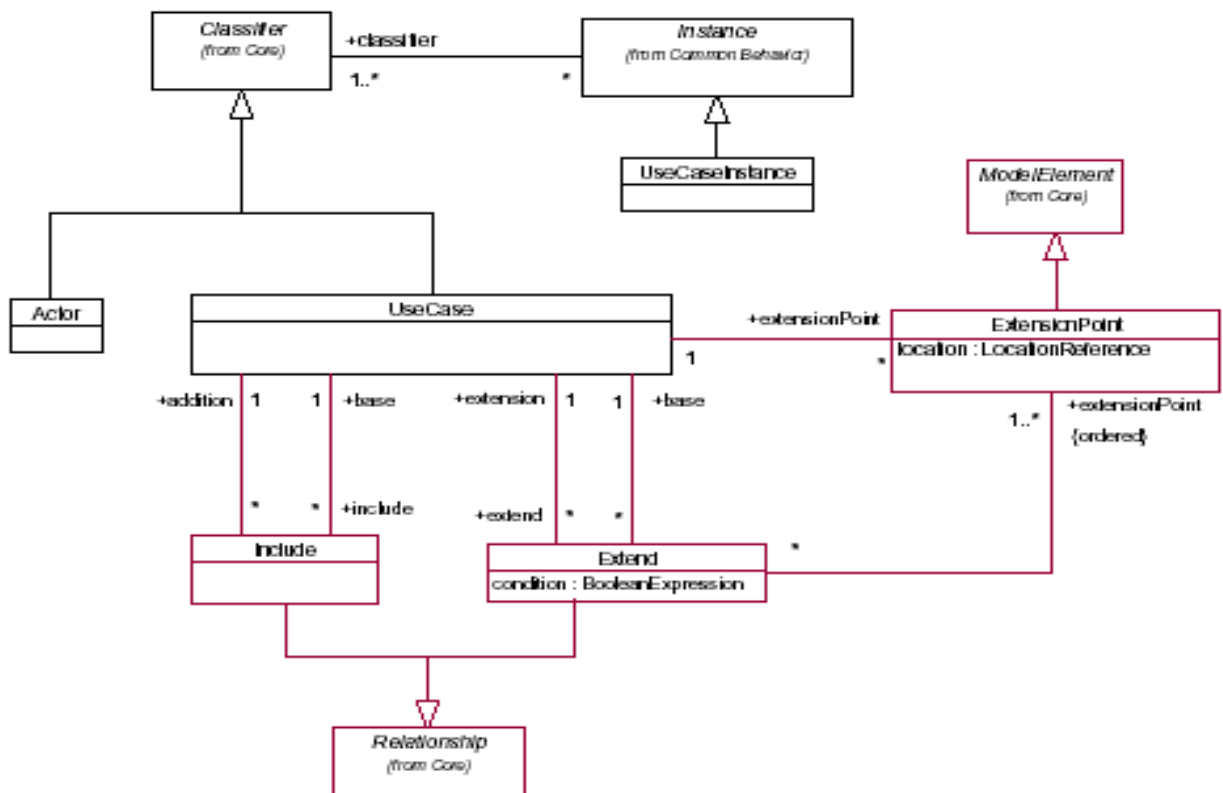 Classifier
(from Core)
+classifier
1..*
*
Instance
(from Common Behavior)
UseCaseInstance
ModelElement
(from Core)
Actor
UseCase
+extensionPoint
1
*
ExtensionPoint
location : LocationReference
+addition
1
1
+base
+extension
1
1
+base
1..*
+extensionPoint
{ordered}
*
*
+include
+extend
*
*
*
Include
Extend
condition : BooleanExpression
Relationship
(from Core)